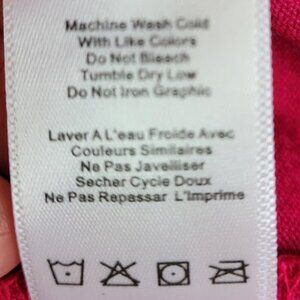 Machine Wash Cold
With Like Colors
Do Not Bleach
Tumble Dry Low
Do Not Iron Graphic
Laver A L'eau Froide Avec
Couleurs Similaires
Ne Pas Javelliser
Secher Cycle Doux
Ne Pas Repassar L'Imprime